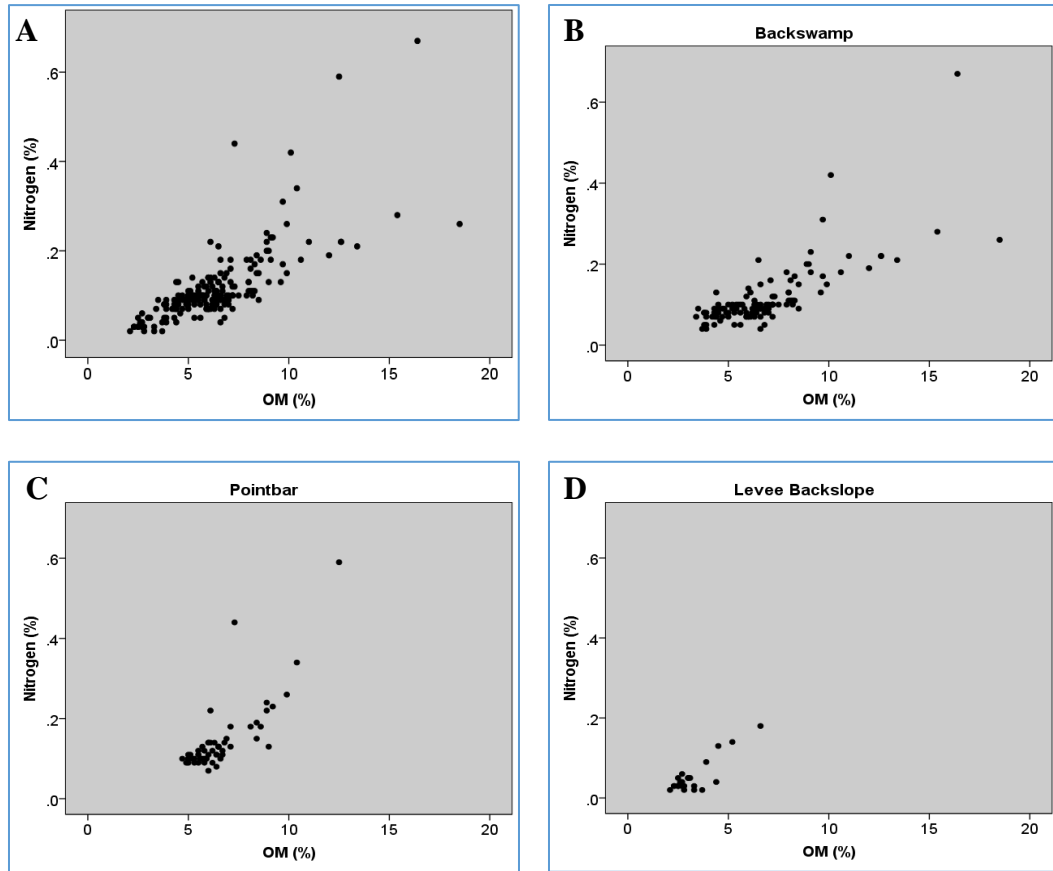 A
Nitrogen (%)
.6
.4
.2
.0
0 5 10 15 20
OM (%)
B
Backswamp
Nitrogen (%)
.6
.4
.2
.0
0 5 10 15 20
OM (%)
C
Pointbar
Nitrogen (%)
.6
.4
.2
.0
0 5 10 15 20
OM (%)
D
Levee Backslope
Nitrogen (%)
.6
.4
.2
.0
0 5 10 15 20
OM (%)